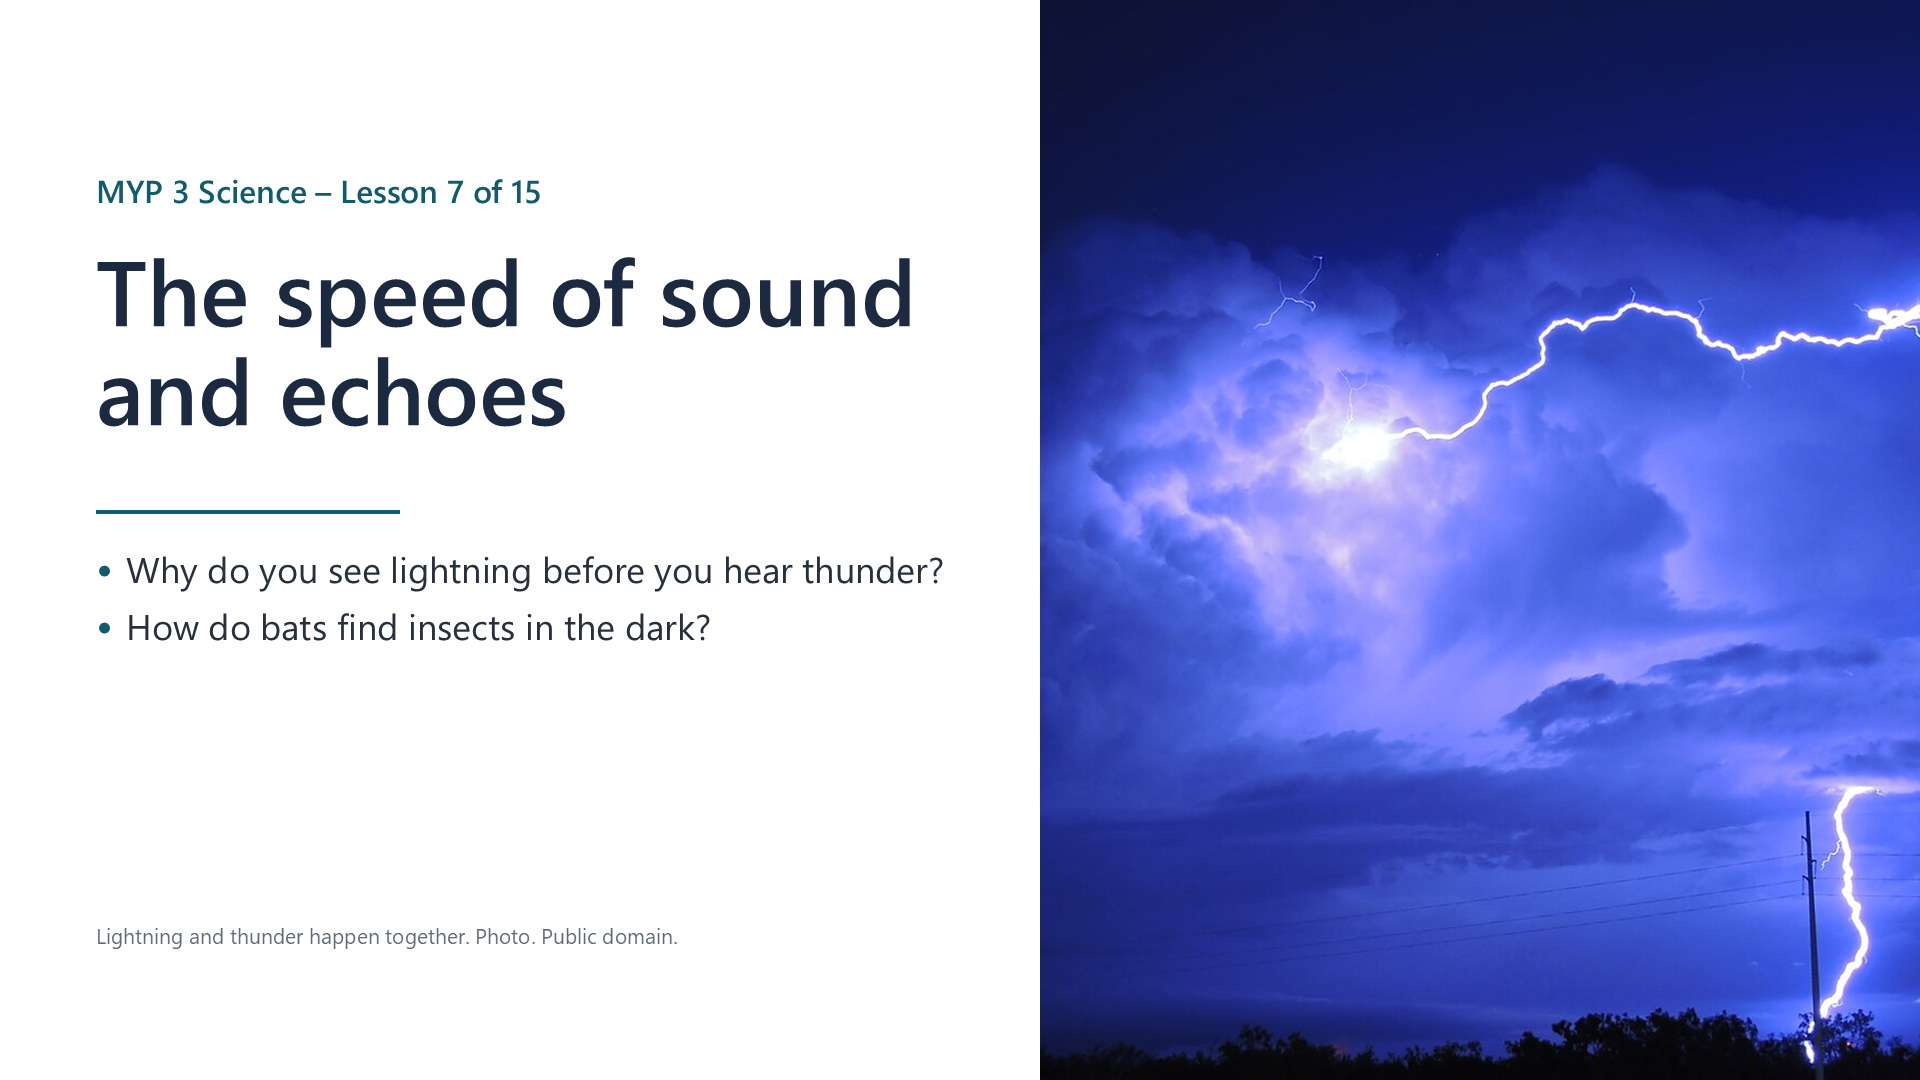 MYP 3 Science – Lesson 7 of 15
The speed of sound
and echoes
• Why do you see lightning before you hear thunder?
• How do bats find insects in the dark?
Lightning and thunder happen together. Photo. Public domain.